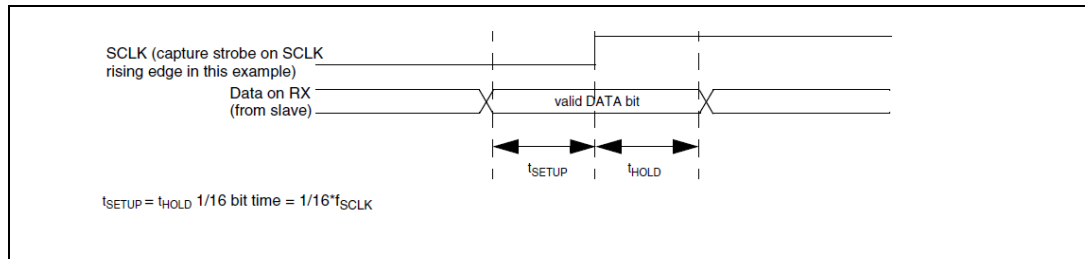 SCLK (capture strobe on SCLK
rising edge in this example)
Data on RX
(from slave)
valid DATA bit
tSETUP
tHOLD
tSETUP = tHOLD 1/16 bit time = 1/16*fSCLK